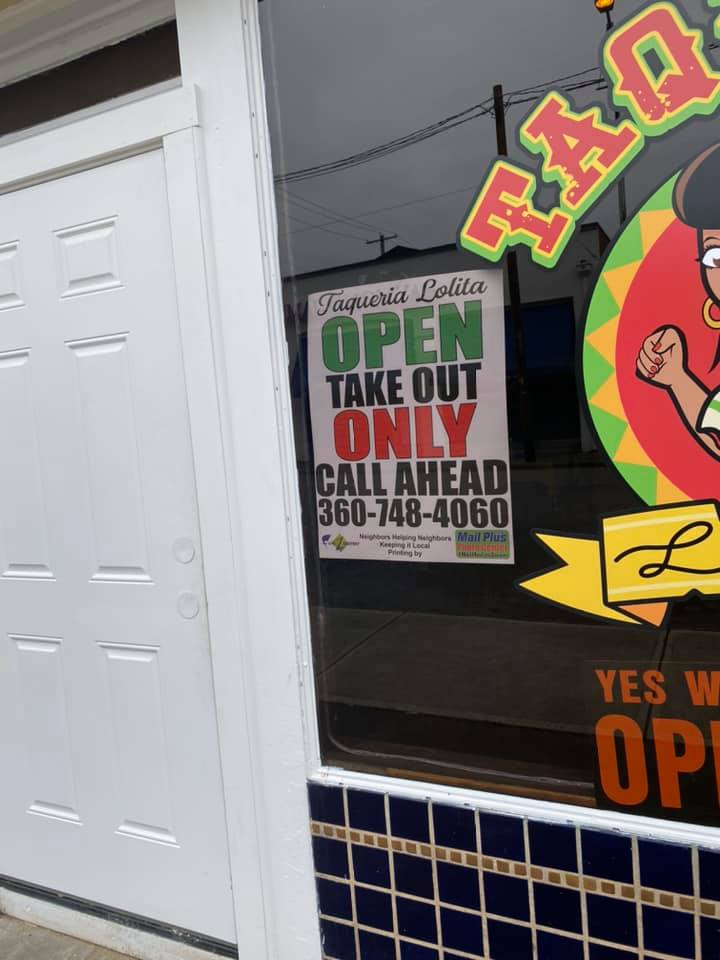 TAQ
Taqueria Lolita
OPEN
TAKE OUT
ONLY
CALL AHEAD
360-748-4060
Neighbors Helping Neighbors
Keeping it Local
Printing by
Mail Plus
L
YES W
OP